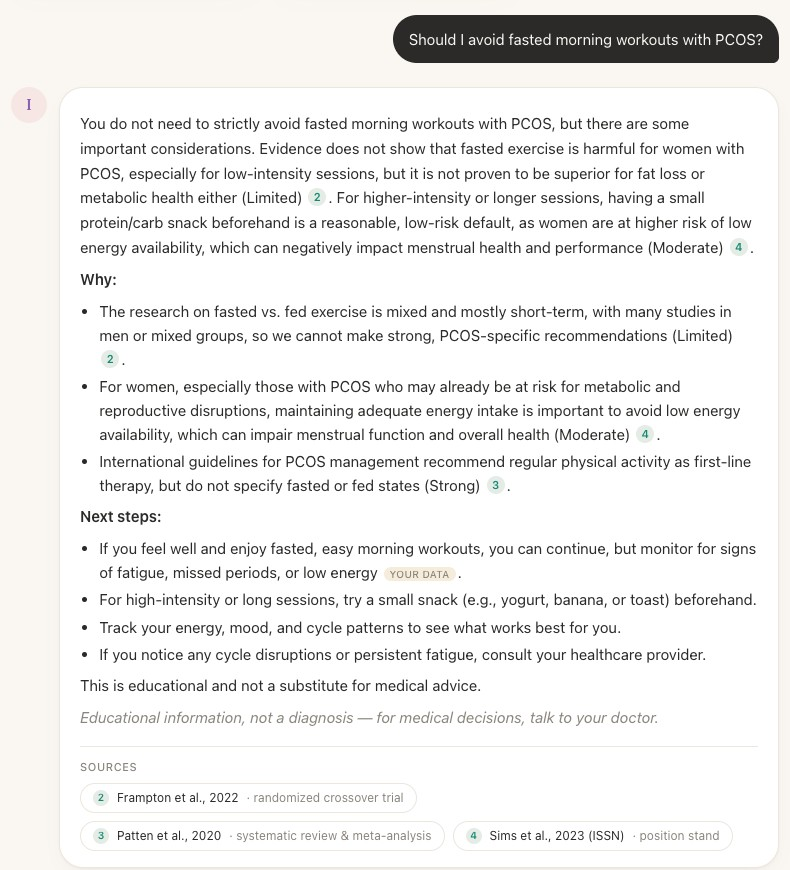 Should I avoid fasted morning workouts with PCOS?
I
You do not need to strictly avoid fasted morning workouts with PCOS, but there are some
important considerations. Evidence does not show that fasted exercise is harmful for women with
PCOS, especially for low-intensity sessions, but it is not proven to be superior for fat loss or
metabolic health either (Limited) 2 . For higher-intensity or longer sessions, having a small
protein/carb snack beforehand is a reasonable, low-risk default, as women are at higher risk of low
energy availability, which can negatively impact menstrual health and performance (Moderate) 4 .
Why:
• The research on fasted vs. fed exercise is mixed and mostly short-term, with many studies in
men or mixed groups, so we cannot make strong, PCOS-specific recommendations (Limited)
2 .
• For women, especially those with PCOS who may already be at risk for metabolic and
reproductive disruptions, maintaining adequate energy intake is important to avoid low energy
availability, which can impair menstrual function and overall health (Moderate) 4 .
• International guidelines for PCOS management recommend regular physical activity as first-line
therapy, but do not specify fasted or fed states (Strong) 3 .
Next steps:
• If you feel well and enjoy fasted, easy morning workouts, you can continue, but monitor for signs
of fatigue, missed periods, or low energy YOUR DATA .
• For high-intensity or long sessions, try a small snack (e.g., yogurt, banana, or toast) beforehand.
• Track your energy, mood, and cycle patterns to see what works best for you.
• If you notice any cycle disruptions or persistent fatigue, consult your healthcare provider.
This is educational and not a substitute for medical advice.
Educational information, not a diagnosis — for medical decisions, talk to your doctor.
SOURCES
2 Frampton et al., 2022 · randomized crossover trial
3 Patten et al., 2020 · systematic review & meta-analysis
4 Sims et al., 2023 (ISSN) · position stand